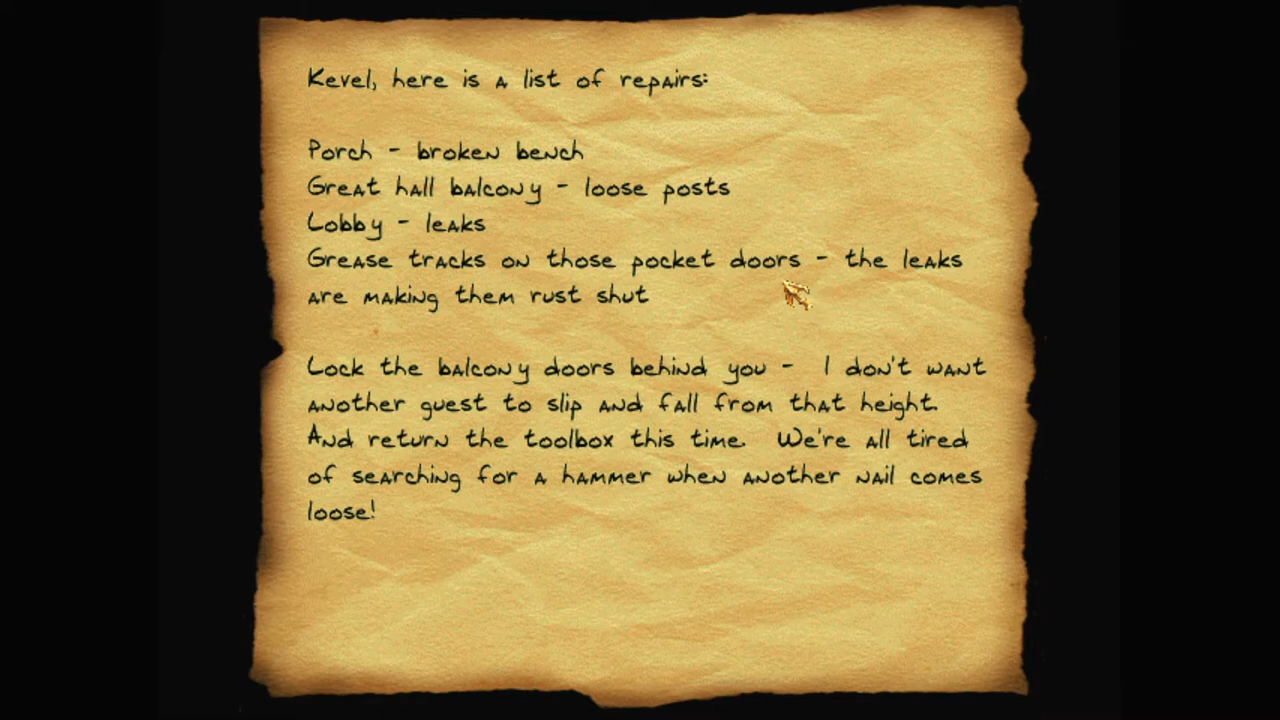 Kevel, here is a list of repairs:
Porch - broken bench
Great hall balcony - loose posts
Lobby - leaks
Grease tracks on those pocket doors - the leaks
are making them rust shut
Lock the balcony doors behind you - I don't want
another guest to slip and fall from that height.
And return the toolbox this time. We're all tired
of searching for a hammer when another nail comes
loose!